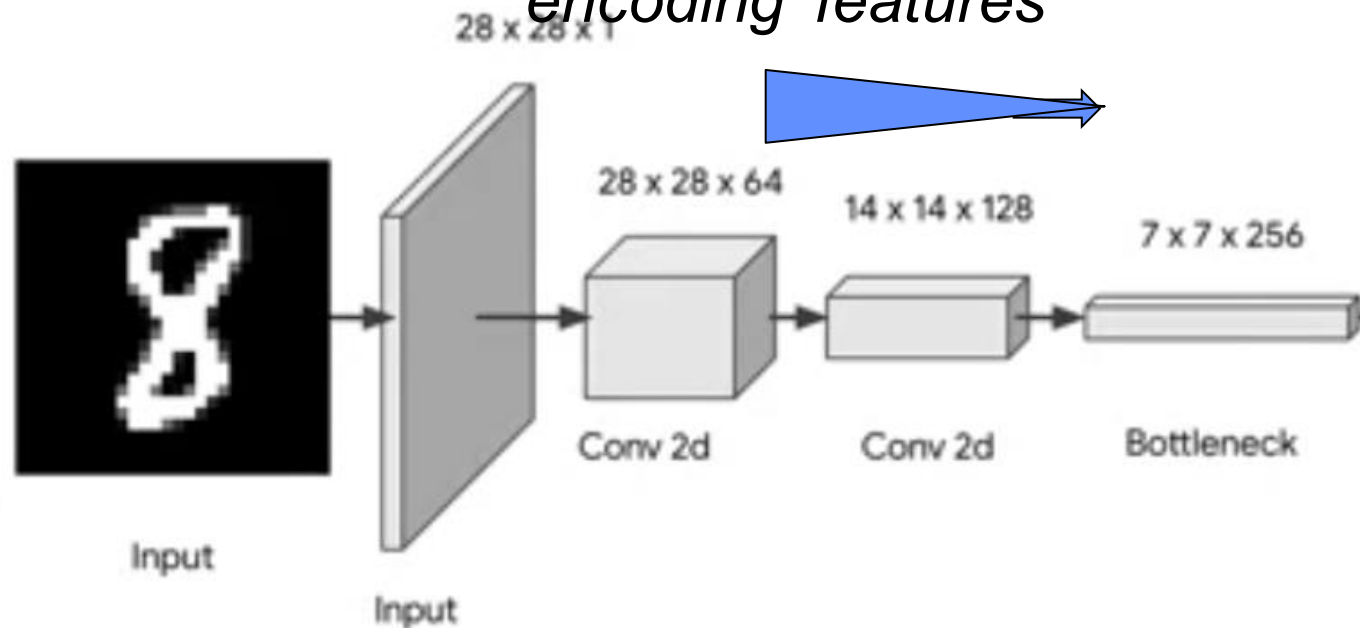 encoding features
28 x 28 x 1
28 x 28 x 64
14 x 14 x 128
7 x 7 x 256
Conv 2d
Conv 2d
Bottleneck
Input
Input